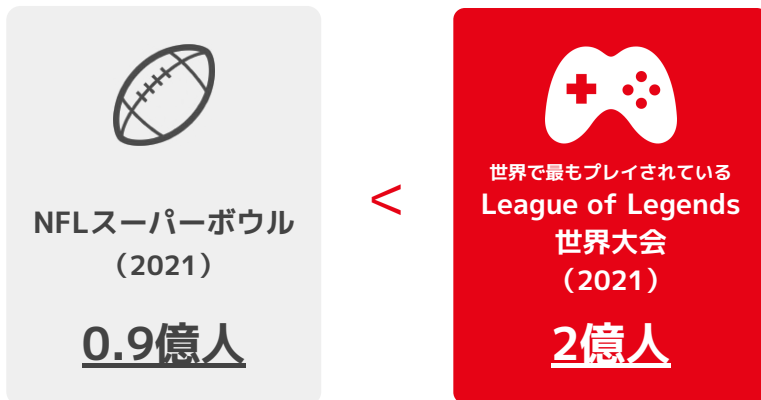 NFLスーパーボウル
（2021）
0.9億人
<
世界で最もプレイされている
League of Legends
世界大会
（2021）
2億人